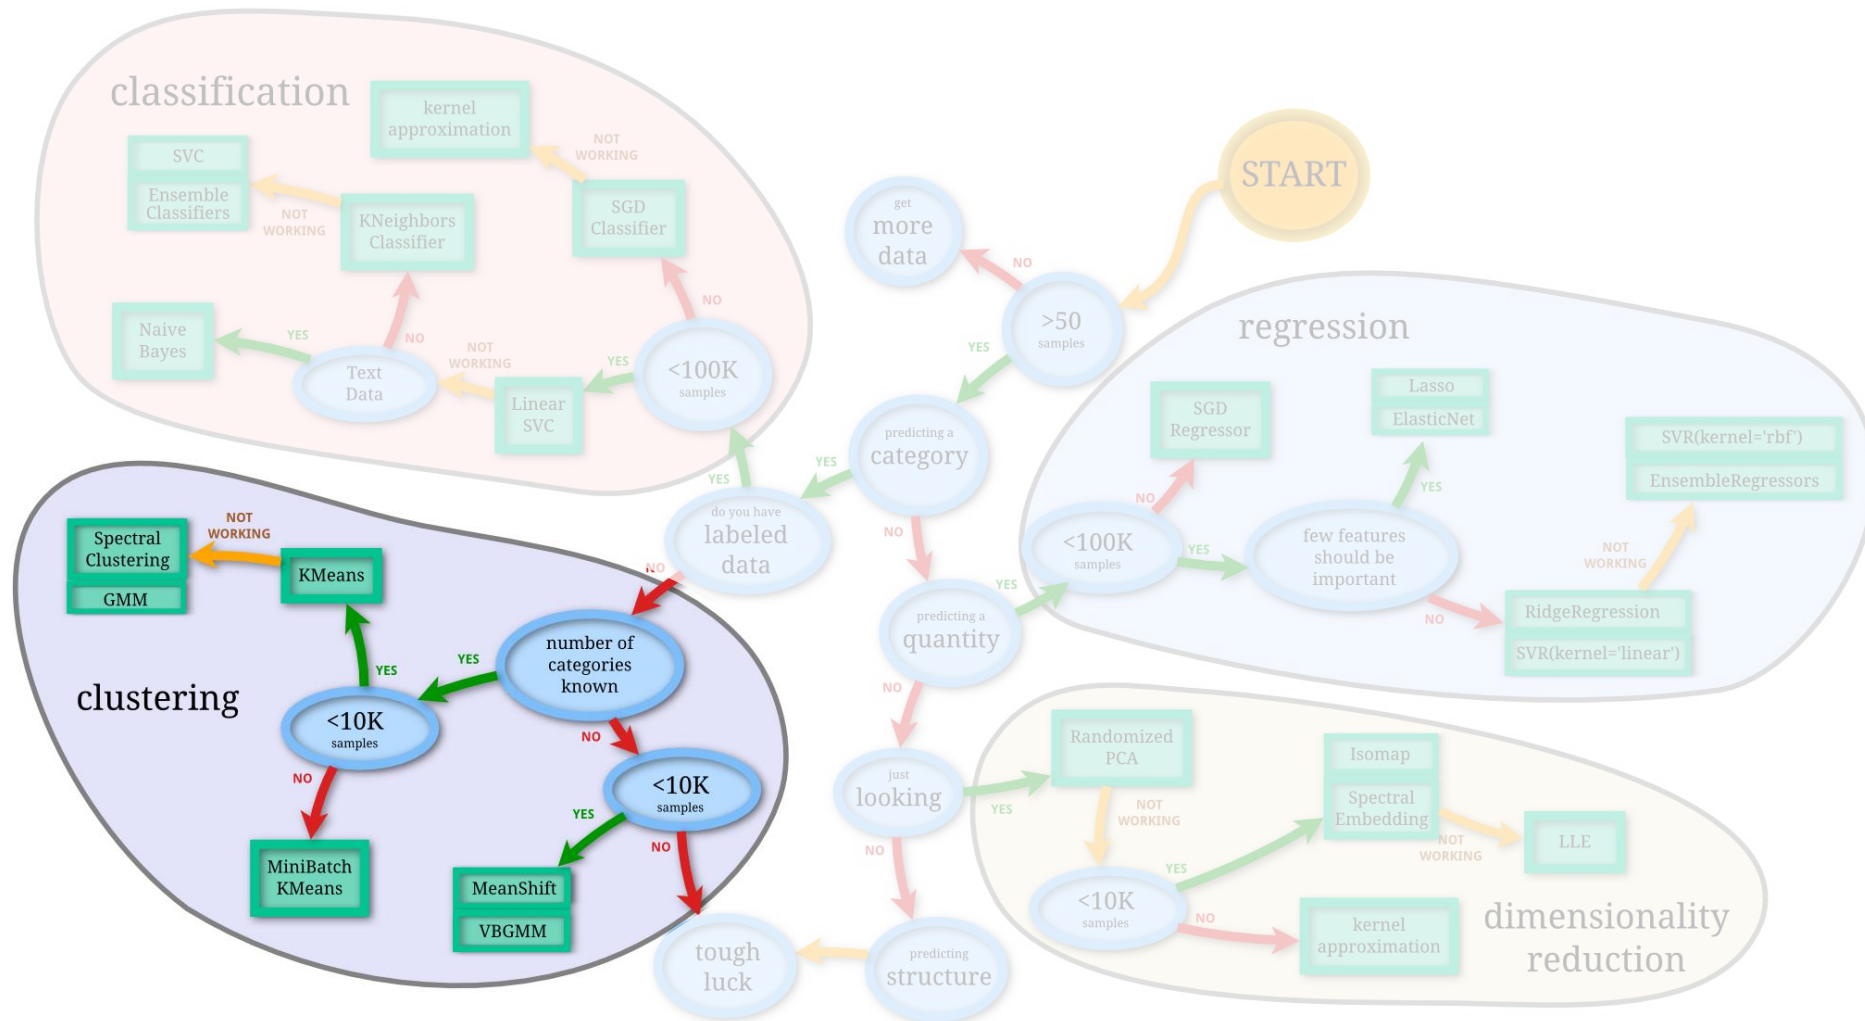 classification
kernel
approximation
NOT
WORKING
SVC
Ensemble
Classifiers
NOT
WORKING
KNeighbors
Classifier
SGD
Classifier
NO
Naive
Bayes
YES
NO
Text
Data
NOT
WORKING
Linear
SVC
YES
<100K
samples
START
get
more
data
NO
>50
samples
YES
predicting a
category
YES
NO
do you have
labeled
data
YES
NO
predicting a
quantity
YES
NO
just
looking
YES
NO
predicting
structure
tough
luck
regression
SGD
Regressor
NO
<100K
samples
YES
Lasso
ElasticNet
YES
few features
should be
important
NO
SVR(kernel='rbf')
EnsembleRegressors
NOT
WORKING
RidgeRegression
SVR(kernel='linear')
clustering
Spectral
Clustering
GMM
NOT
WORKING
KMeans
YES
<10K
samples
NO
MiniBatch
KMeans
YES
number of
categories
known
NO
<10K
samples
YES
NO
MeanShift
VBGMM
Randomized
PCA
NOT
WORKING
<10K
samples
YES
NO
Isomap
Spectral
Embedding
NOT
WORKING
LLE
kernel
approximation
dimensionality
reduction